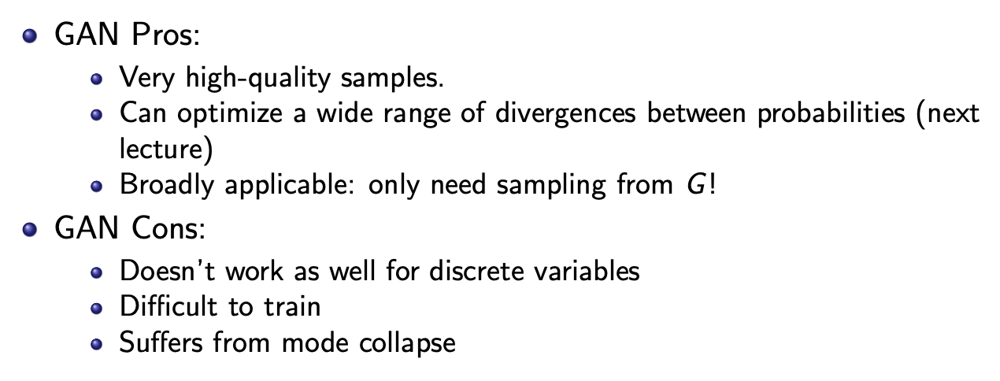 GAN Pros:
Very high-quality samples.
Can optimize a wide range of divergences between probabilities (next
lecture)
Broadly applicable: only need sampling from G!
GAN Cons:
Doesn't work as well for discrete variables
Difficult to train
Suffers from mode collapse